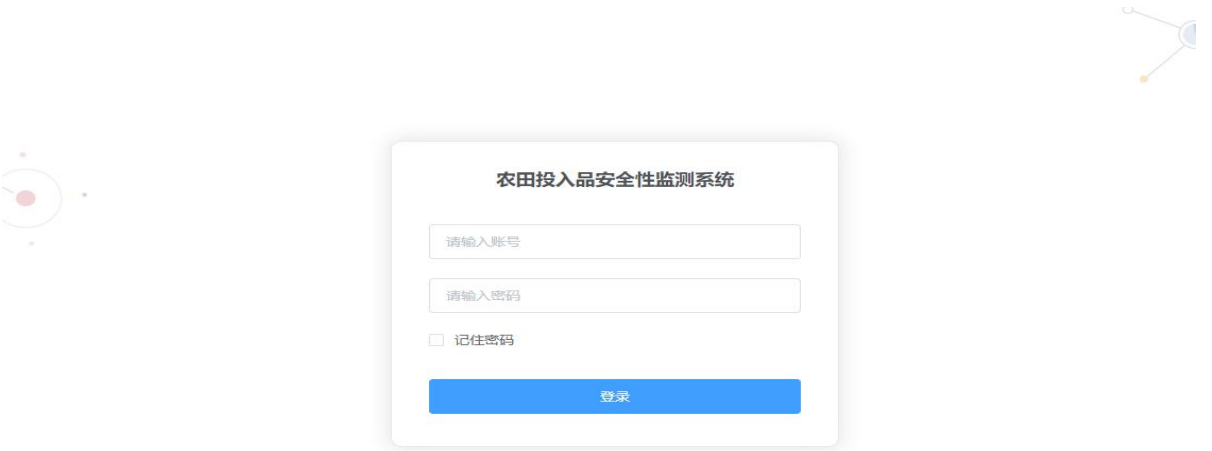 农田投入品安全性监测系统
请输入账号
请输入密码
记住密码
登录